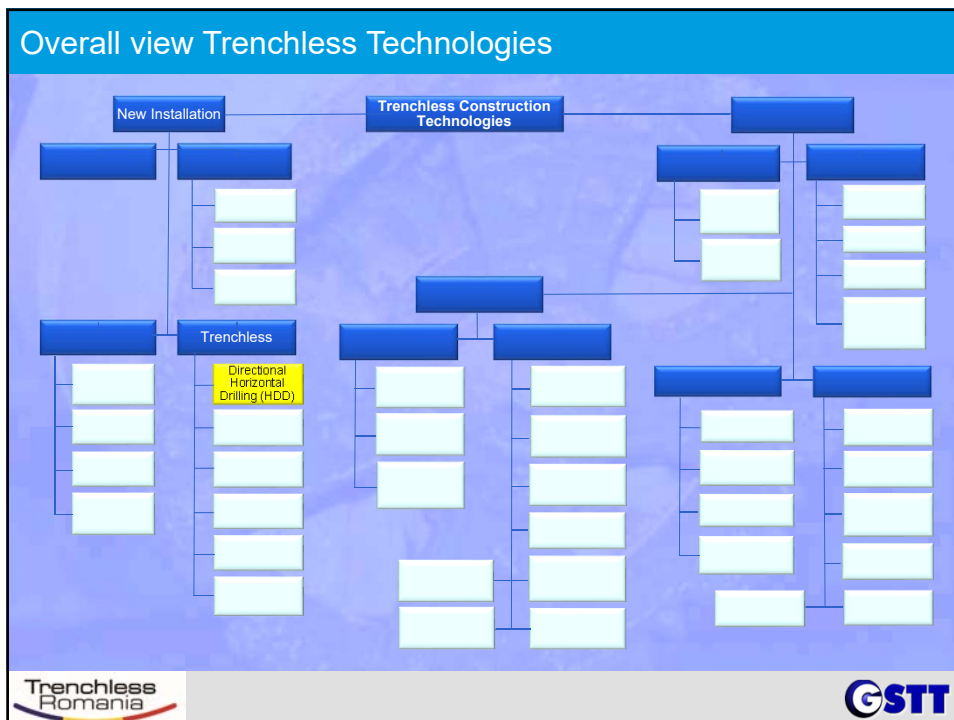 Overall view Trenchless Technologies
New Installation
Trenchless Construction
Technologies
Trenchless
Directional
Horizontal
Drilling (HDD)
Trenchless
Romania
GSTT